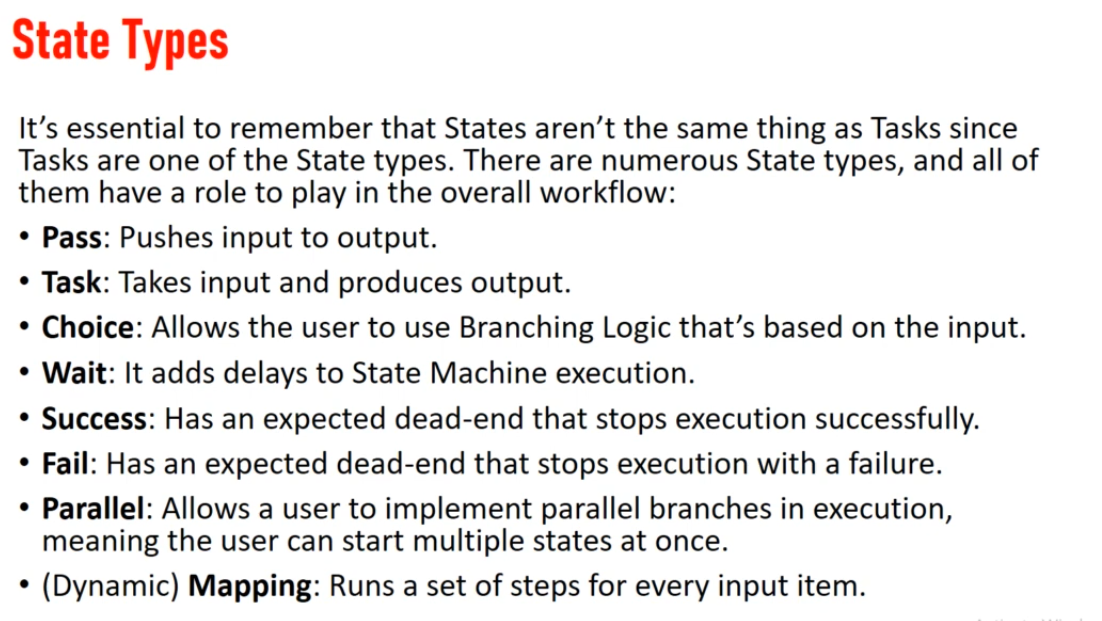 State Types
It’s essential to remember that States aren’t the same thing as Tasks since
Tasks are one of the State types. There are numerous State types, and all of
them have a role to play in the overall workflow:
• Pass: Pushes input to output.
• Task: Takes input and produces output.
• Choice: Allows the user to use Branching Logic that’s based on the input.
• Wait: It adds delays to State Machine execution.
• Success: Has an expected dead-end that stops execution successfully.
• Fail: Has an expected dead-end that stops execution with a failure.
• Parallel: Allows a user to implement parallel branches in execution,
meaning the user can start multiple states at once.
• (Dynamic) Mapping: Runs a set of steps for every input item.